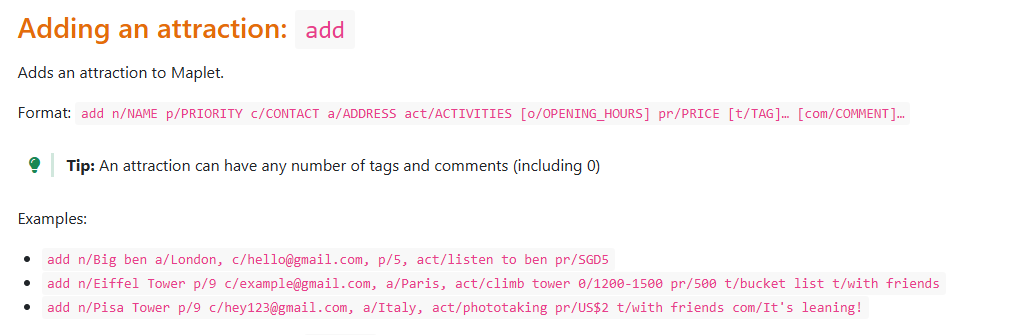 Adding an attraction: add
Adds an attraction to Maplet.
Format: add n/NAME p/PRIORITY c/CONTACT a/ADDRESS act/ACTIVITIES [o/OPENING_HOURS] pr/PRICE [t/TAG]… [com/COMMENT]…
Tip: An attraction can have any number of tags and comments (including 0)
Examples:
• add n/Big ben a/London, c/hello@gmail.com, p/5, act/listen to ben pr/SGD5
• add n/Eiffel Tower p/9 c/example@gmail.com, a/Paris, act/climb tower 0/1200-1500 pr/500 t/bucket list t/with friends
• add n/Pisa Tower p/9 c/hey123@gmail.com, a/Italy, act/phototaking pr/US$2 t/with friends com/It's leaning!